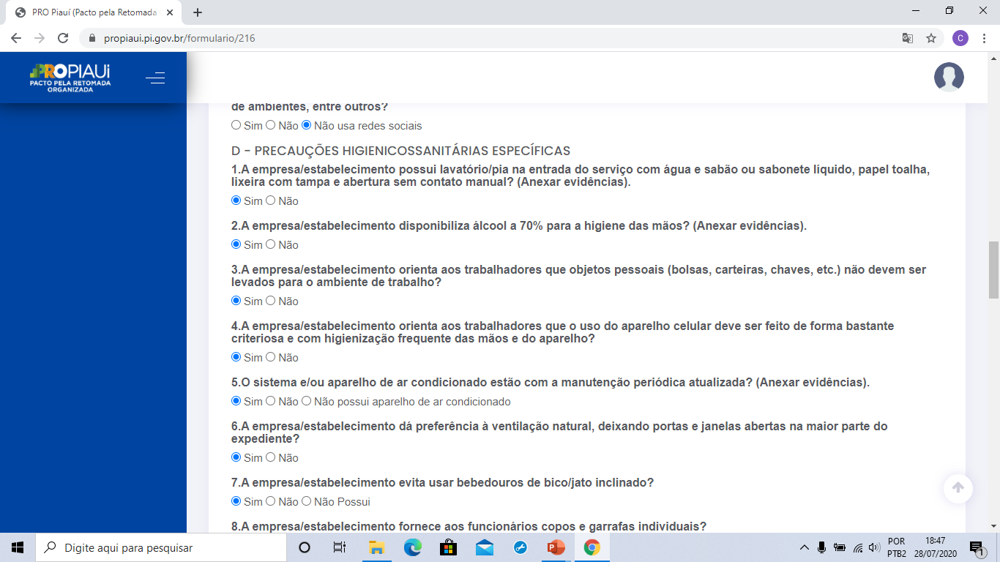 PRO Piauí (Pacto pela Retomada
propiaui.pi.gov.br/formulario/216
C
PROPIAUÍ
PACTO PELA RETOMADA
ORGANIZADA
de ambientes, entre outros?
Sim Não Não usa redes sociais
D - PRECAUÇÕES HIGIENICOSSANITÁRIAS ESPECÍFICAS
1.A empresa/estabelecimento possui lavatório/pia na entrada do serviço com água e sabão ou sabonete líquido, papel toalha,
lixeira com tampa e abertura sem contato manual? (Anexar evidências).
Sim Não
2.A empresa/estabelecimento disponibiliza álcool a 70% para a higiene das mãos? (Anexar evidências).
Sim Não
3.A empresa/estabelecimento orienta aos trabalhadores que objetos pessoais (bolsas, carteiras, chaves, etc.) não devem ser
levados para o ambiente de trabalho?
Sim Não
4.A empresa/estabelecimento orienta aos trabalhadores que o uso do aparelho celular deve ser feito de forma bastante
criteriosa e com higienização frequente das mãos e do aparelho?
Sim Não
5.O sistema e/ou aparelho de ar condicionado estão com a manutenção periódica atualizada? (Anexar evidências).
Sim Não Não possui aparelho de ar condicionado
6.A empresa/estabelecimento dá preferência à ventilação natural, deixando portas e janelas abertas na maior parte do
expediente?
Sim Não
7.A empresa/estabelecimento evita usar bebedouros de bico/jato inclinado?
Sim Não Não Possui
8.A empresa/estabelecimento fornece aos funcionários copos e garrafas individuais?
Digite aqui para pesquisar
POR
PTB2
18:47
28/07/2020
1